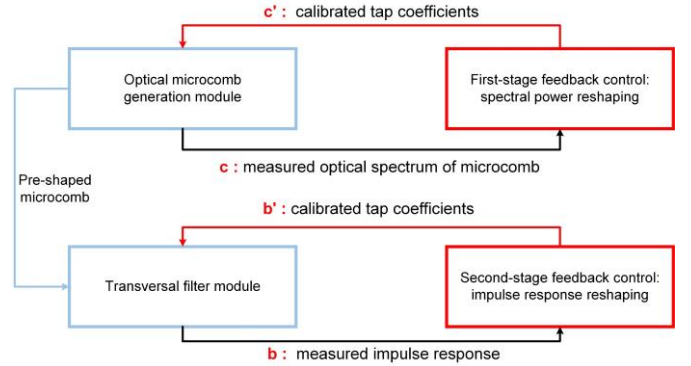 c' : calibrated tap coefficients
Optical microcomb
generation module
First-stage feedback control:
spectral power reshaping
c : measured optical spectrum of microcomb
Pre-shaped
microcomb
b' : calibrated tap coefficients
Transversal filter module
Second-stage feedback control:
impulse response reshaping
b : measured impulse response